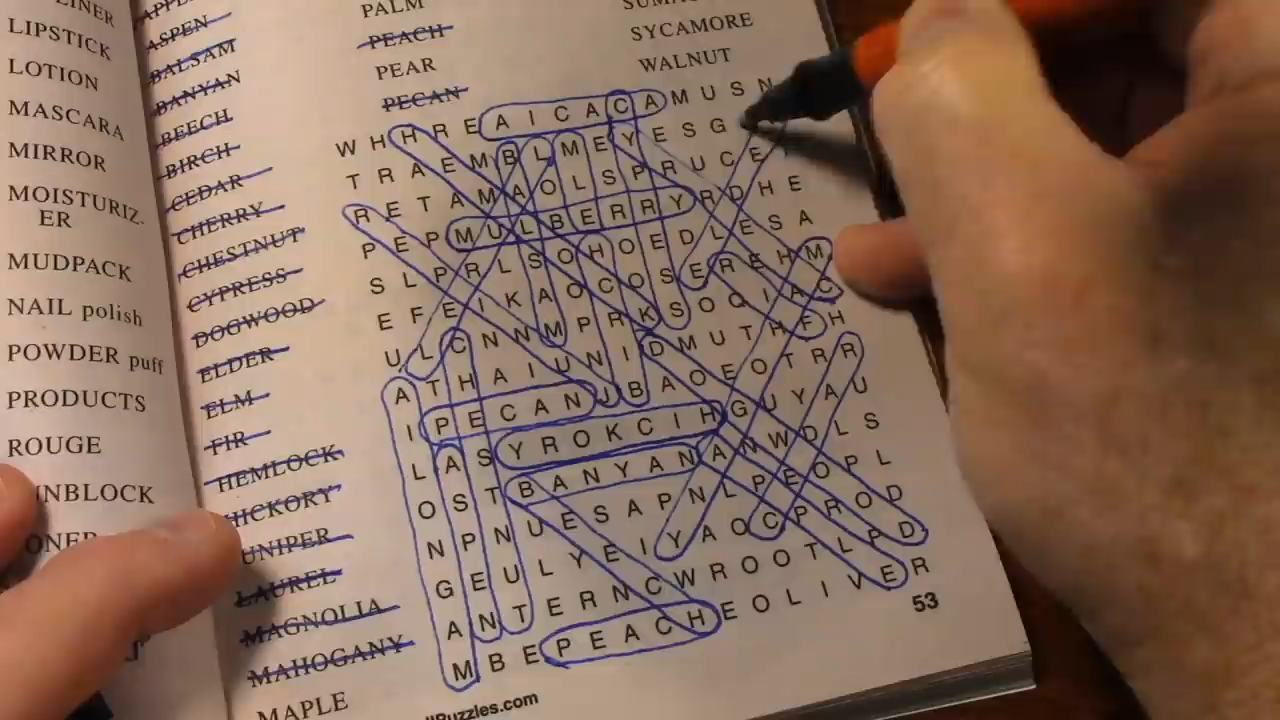 LIPSTICK
LOTION
MASCARA
MIRROR
MOISTURIZ-
ER
MUDPACK
NAIL polish
POWDER puff
PRODUCTS
ROUGE
ASPEN
BALSAM
BANYAN
BEECH
BIRCH
CEDAR
CHERRY
CHESTNUT
CYPRESS
DOGWOOD
ELDER
ELM
FIR
HEMLOCK
HICKORY
LAUREL
MAGNOLIA
MAHOGANY
MAPLE
PALM
PEACH
PEAR
PECAN
SYCAMORE
WALNUT
W H H R E A I C A C A M U S N
T R A E M B L M E Y E S G
R E T A M A O L S P R U C E
P E P M U L B E R R Y R D H E
S L P R L S O H O E D L E S A
E F E I K A O C O S E R E H M
U L C N N M P R K S O Q I A C
A T H A I U N I D M U T H F H
I P E C A N J B A O E O T R R
L A S Y R O K C I H G U Y A U
O S T B A N Y A N A N W D L S
N P N U E S A P N L P E O P L
G E U L Y E I Y A O C P R O D
A N T E R N C W R O O T L P D
M B E P E A C H E O L I V E R
53